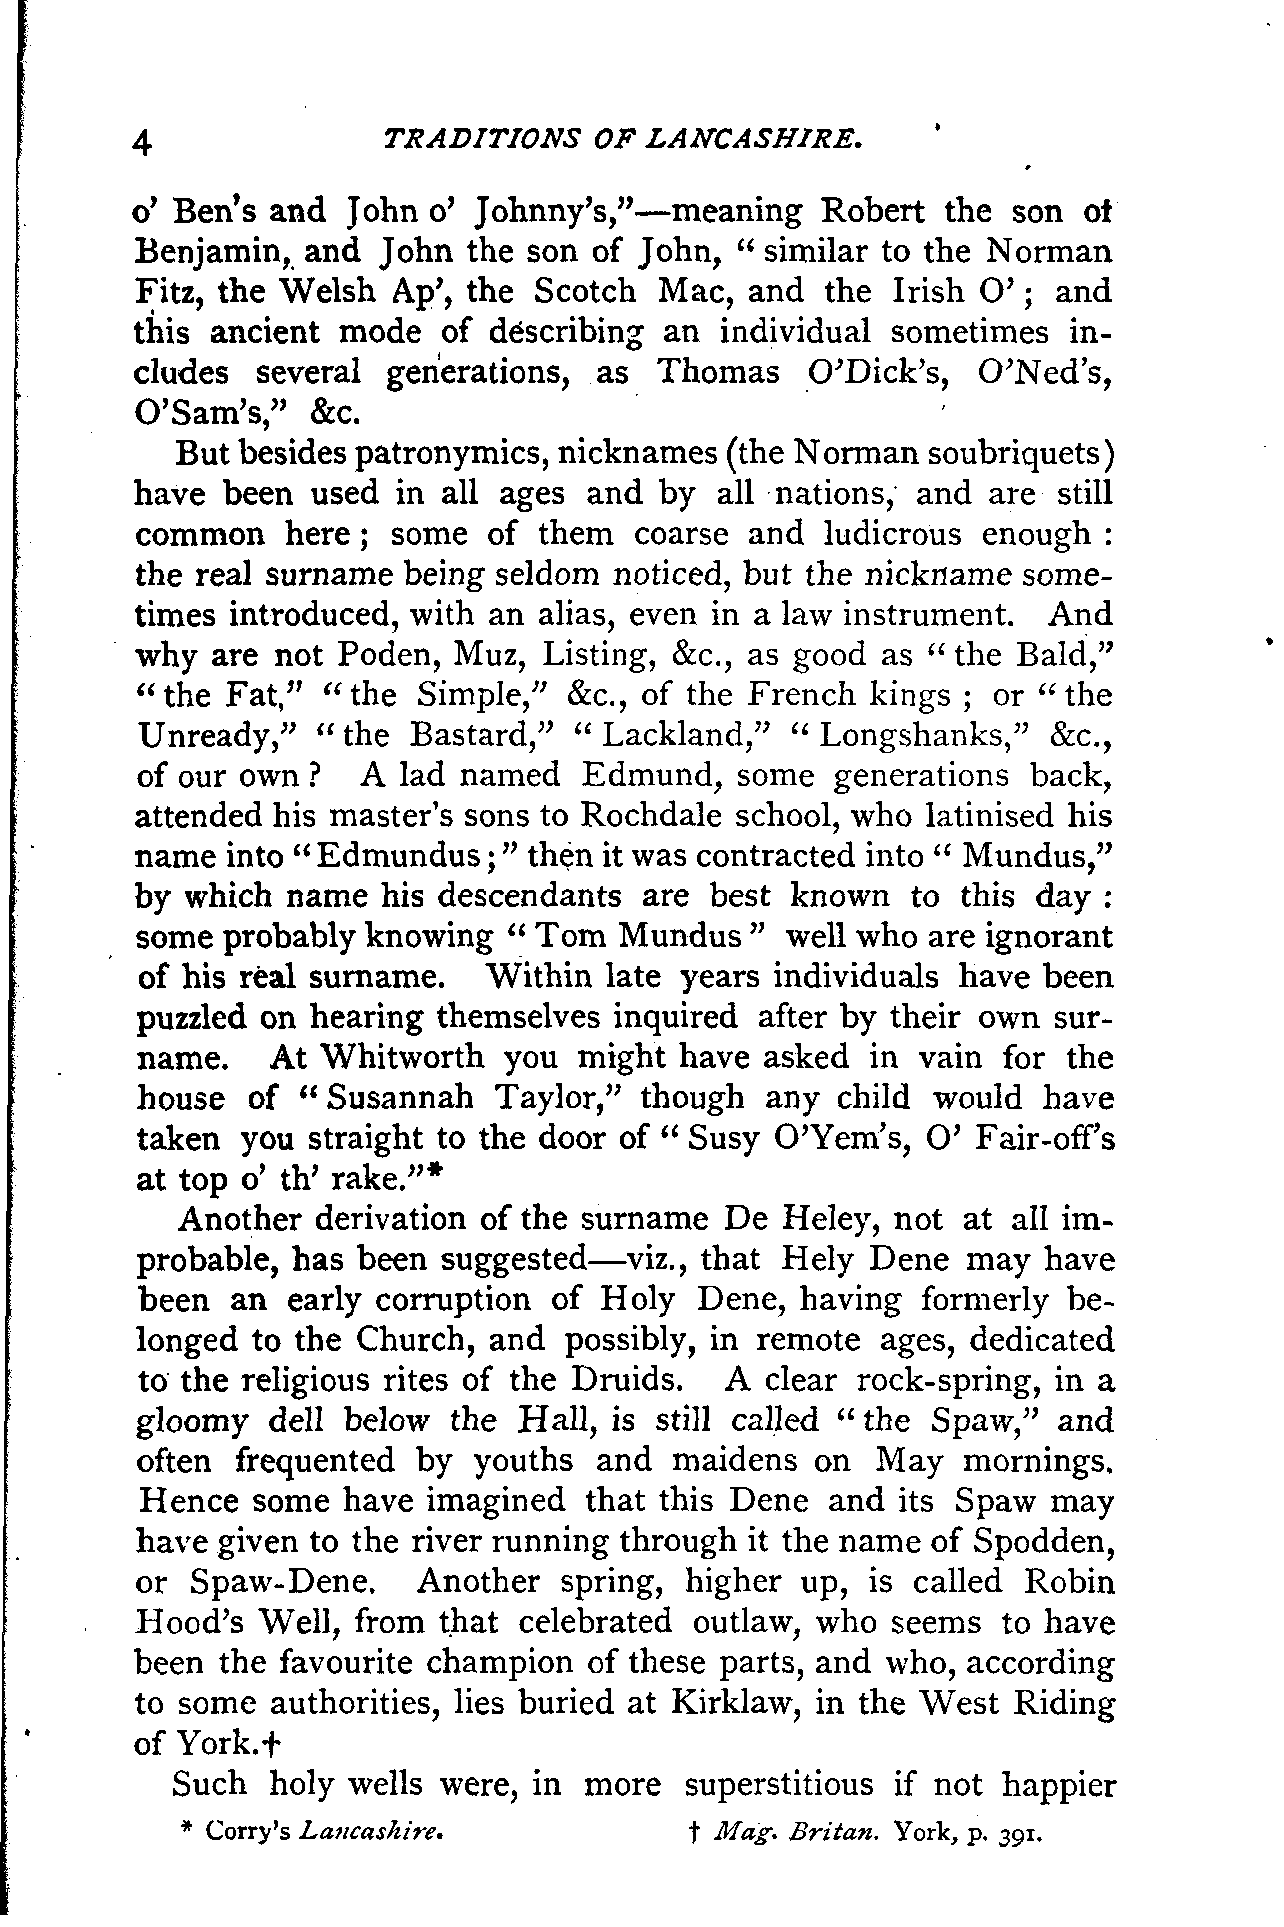 4 TRADITIONS OF LANCASHIRE.
o' Ben's and John o' Johnny's,"—meaning Robert the son of
Benjamin, and John the son of John, "similar to the Norman
Fitz, the Welsh Ap', the Scotch Mac, and the Irish O'; and
this ancient mode of describing an individual sometimes in-
cludes several generations, as Thomas O'Dick's, O'Ned's,
O'Sam's," &c.
But besides patronymics, nicknames (the Norman soubriquets)
have been used in all ages and by all nations, and are still
common here; some of them coarse and ludicrous enough :
the real surname being seldom noticed, but the nickname some-
times introduced, with an alias, even in a law instrument. And
why are not Poden, Muz, Listing, &c., as good as "the Bald,"
"the Fat," "the Simple," &c., of the French kings ; or "the
Unready," "the Bastard," "Lackland," "Longshanks," &c.,
of our own? A lad named Edmund, some generations back,
attended his master's sons to Rochdale school, who latinised his
name into "Edmundus;" then it was contracted into "Mundus,"
by which name his descendants are best known to this day :
some probably knowing "Tom Mundus" well who are ignorant
of his real surname. Within late years individuals have been
puzzled on hearing themselves inquired after by their own sur-
name. At Whitworth you might have asked in vain for the
house of "Susannah Taylor," though any child would have
taken you straight to the door of "Susy O'Yem's, O' Fair-off's
at top o' th' rake."*
Another derivation of the surname De Heley, not at all im-
probable, has been suggested—viz., that Hely Dene may have
been an early corruption of Holy Dene, having formerly be-
longed to the Church, and possibly, in remote ages, dedicated
to the religious rites of the Druids. A clear rock-spring, in a
gloomy dell below the Hall, is still called "the Spaw," and
often frequented by youths and maidens on May mornings.
Hence some have imagined that this Dene and its Spaw may
have given to the river running through it the name of Spodden,
or Spaw-Dene. Another spring, higher up, is called Robin
Hood's Well, from that celebrated outlaw, who seems to have
been the favourite champion of these parts, and who, according
to some authorities, lies buried at Kirklaw, in the West Riding
of York.†
Such holy wells were, in more superstitious if not happier
* Corry's Lancashire. † Mag. Britan. York, p. 391.